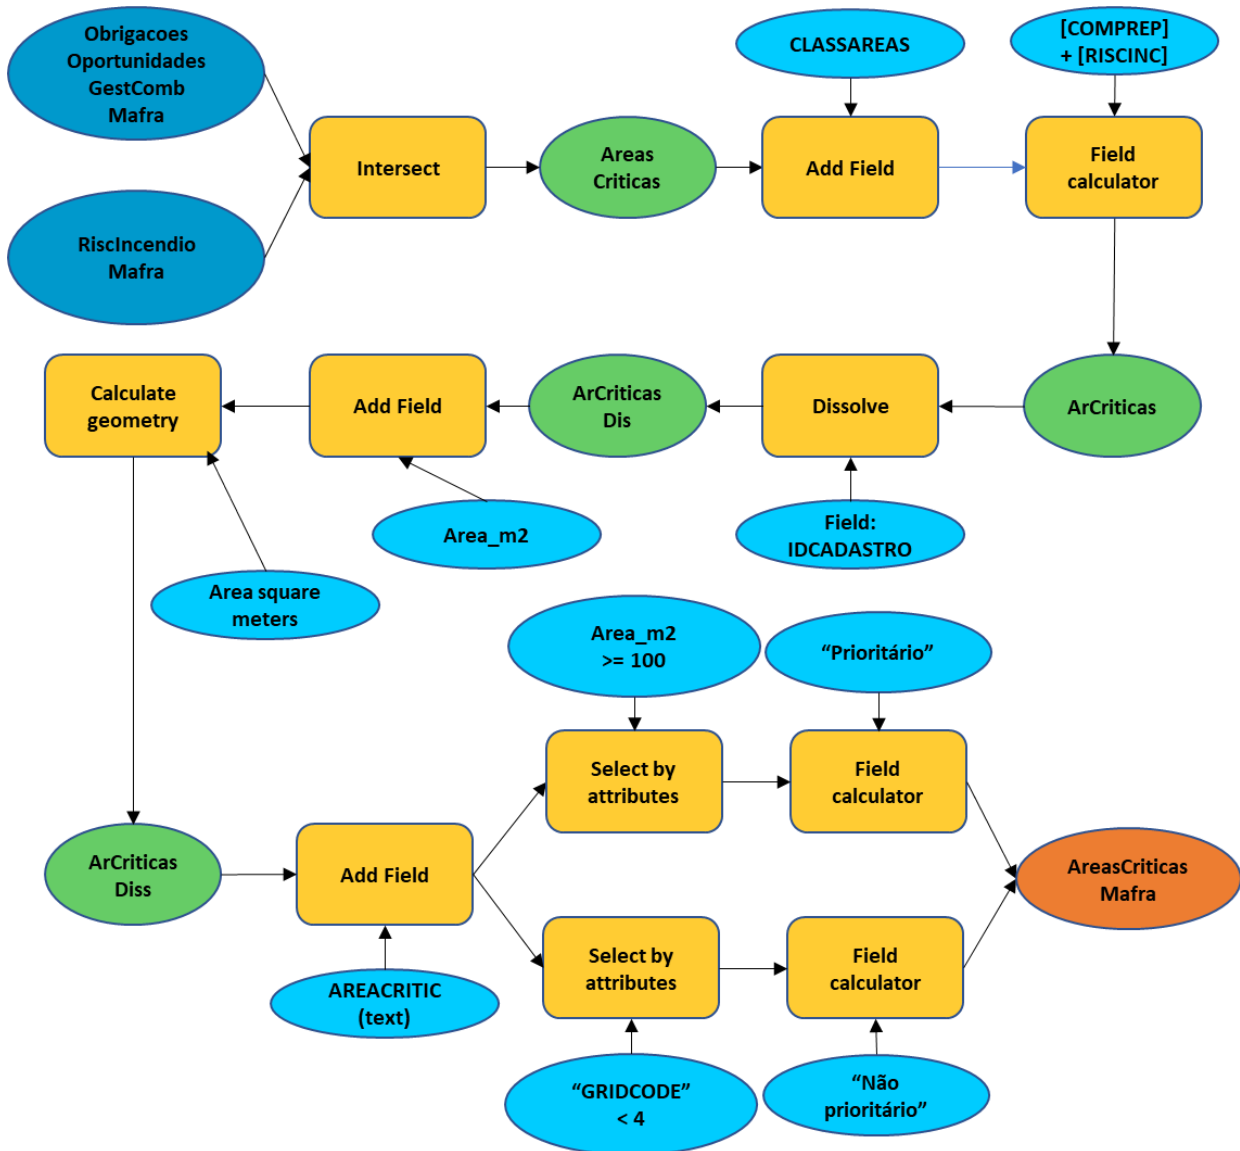 Obrigacoes
Oportunidades
GestComb
Mafra
CLASSAREAS
[COMPREP]
+ [RISCINC]
Intersect
Areas
Criticas
Add Field
Field
calculator
RiscIncendio
Mafra
Calculate
geometry
Add Field
ArCriticas
Dis
Dissolve
ArCriticas
Area_m2
Field:
IDCADASTRO
Area square
meters
Area_m2
>= 100
“Prioritário”
Select by
attributes
Field
calculator
ArCriticas
Diss
Add Field
AreasCriticas
Mafra
Select by
attributes
Field
calculator
AREACRITIC
(text)
“GRIDCODE”
< 4
“Não
prioritário”